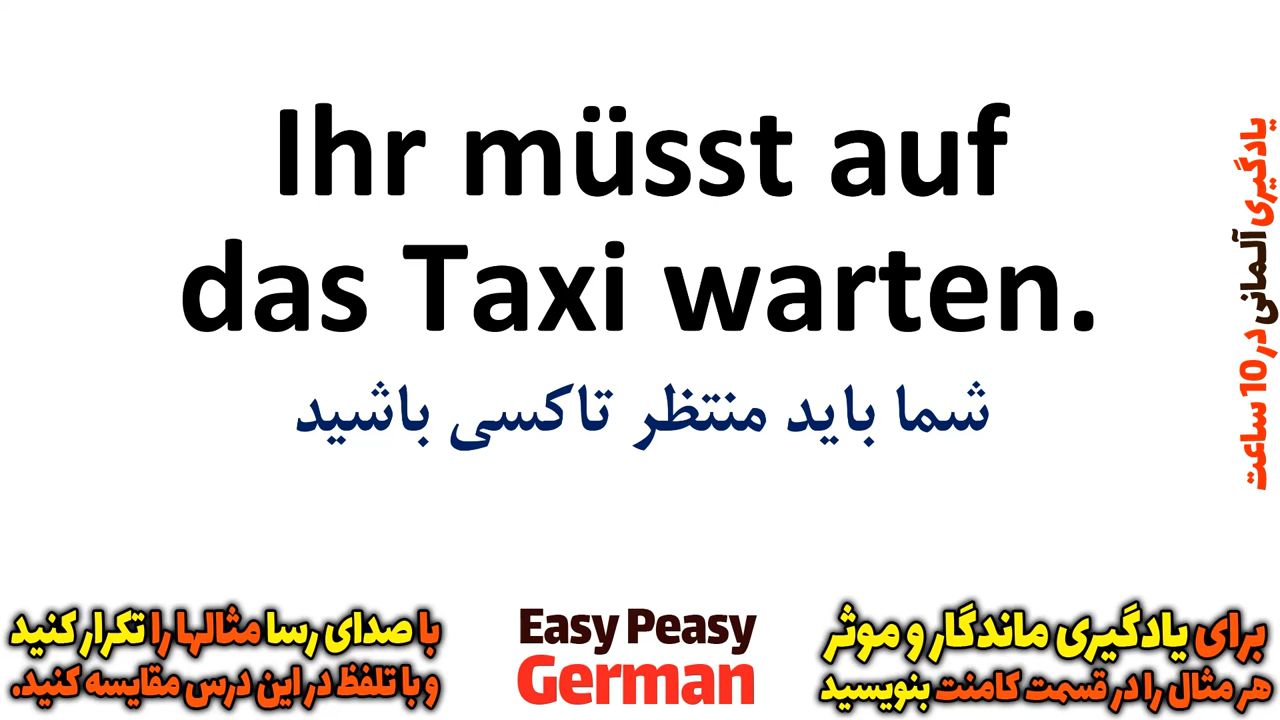 Ihr müsst auf
das Taxi warten.
شما باید منتظر تاکسی باشید
یادگیری آلمانی در 10 ساعت
با صدای رسا مثالها را تکرار کنید
و با تلفظ در این درس مقایسه کنید.
Easy Peasy
German
برای یادگیری ماندگار و موثر
هر مثال را در قسمت کامنت بنویسید